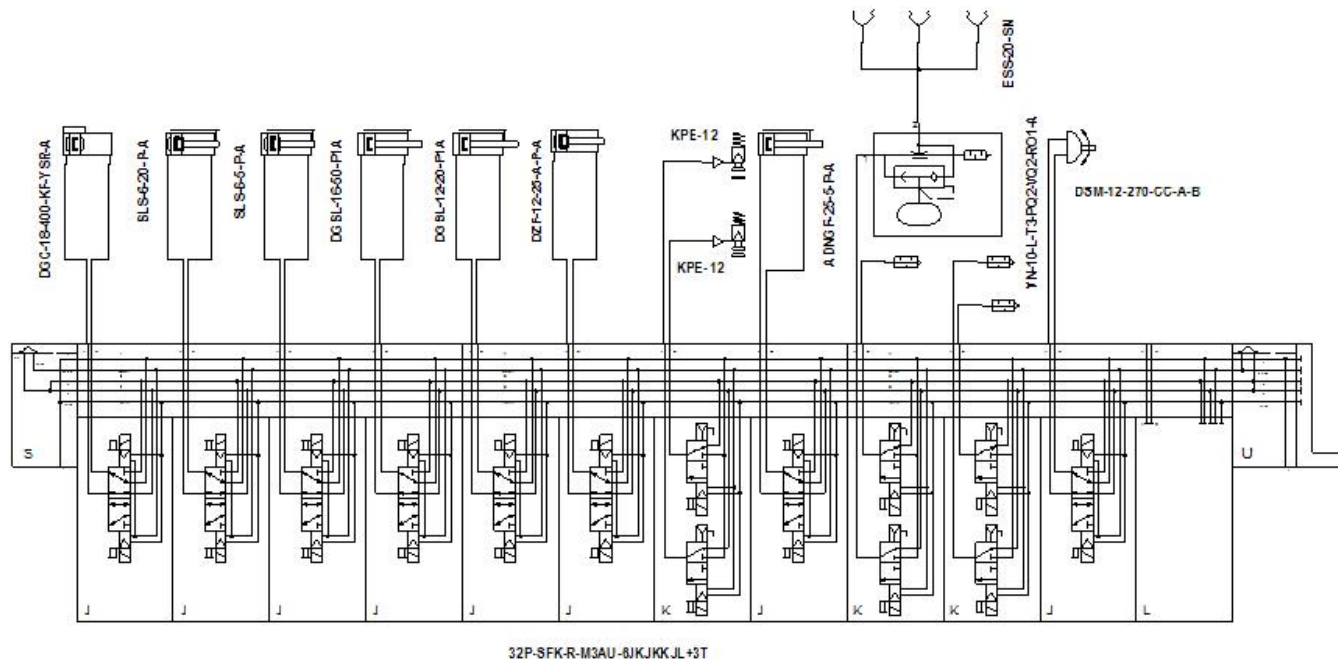 ESS-20-SN
DGC-18-400-KF-YSR-A
SLS-6-20-P-A
SLS-6-5-P-A
DGSL-16-50-P1A
DGSL-12-20-P1A
DZF-12-25-A-P-A
KPE-12
KPE-12
ADNGF-25-5-P-A
VN-10-L-T3-PQ2-VQ2-RO1-A
DSM-12-270-CC-A-B
S
U
J
J
J
J
J
J
K
J
K
K
J
L
32P-SFK-R-M3AU-6JKJKKJL+3T